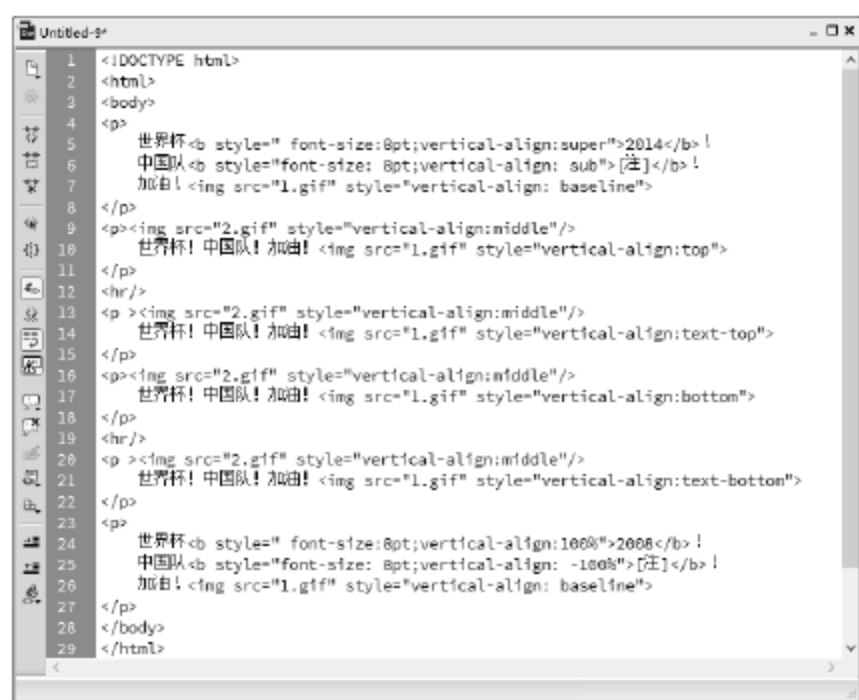 Untitled-9*
1 <!DOCTYPE html>
2 <html>
3 <body>
4 <p>
5 世界杯<b style=" font-size:8pt;vertical-align:super">2014</b>！
6 中国队<b style="font-size: 8pt;vertical-align: sub">[注]</b>！
7 加油！<img src="1.gif" style="vertical-align: baseline">
8 </p>
9 <p><img src="2.gif" style="vertical-align:middle"/>
10 世界杯！中国队！加油！<img src="1.gif" style="vertical-align:top">
11 </p>
12 <hr/>
13 <p ><img src="2.gif" style="vertical-align:middle"/>
14 世界杯！中国队！加油！<img src="1.gif" style="vertical-align:text-top">
15 </p>
16 <p><img src="2.gif" style="vertical-align:middle"/>
17 世界杯！中国队！加油！<img src="1.gif" style="vertical-align:bottom">
18 </p>
19 <hr/>
20 <p ><img src="2.gif" style="vertical-align:middle"/>
21 世界杯！中国队！加油！<img src="1.gif" style="vertical-align:text-bottom">
22 </p>
23 <p>
24 世界杯<b style=" font-size:8pt;vertical-align:100%">2008</b>！
25 中国队<b style="font-size: 8pt;vertical-align: -100%">[注]</b>！
26 加油！<img src="1.gif" style="vertical-align: baseline">
27 </p>
28 </body>
29 </html>